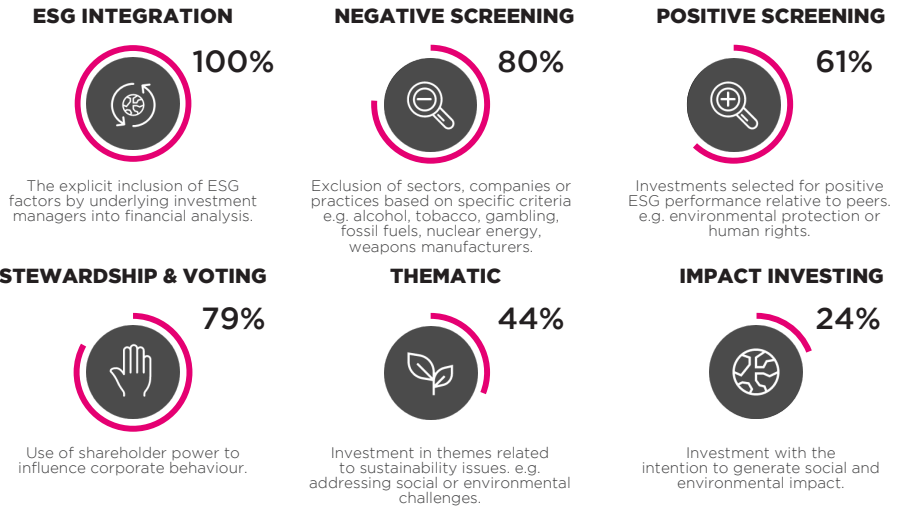 ESG INTEGRATION
100%
The explicit inclusion of ESG
factors by underlying investment
managers into financial analysis.
NEGATIVE SCREENING
80%
Exclusion of sectors, companies or
practices based on specific criteria
e.g. alcohol, tobacco, gambling,
fossil fuels, nuclear energy,
weapons manufacturers.
POSITIVE SCREENING
61%
Investments selected for positive
ESG performance relative to peers.
e.g. environmental protection or
human rights.
STEWARDSHIP & VOTING
79%
Use of shareholder power to
influence corporate behaviour.
THEMATIC
44%
Investment in themes related
to sustainability issues. e.g.
addressing social or environmental
challenges.
IMPACT INVESTING
24%
Investment with the
intention to generate social and
environmental impact.